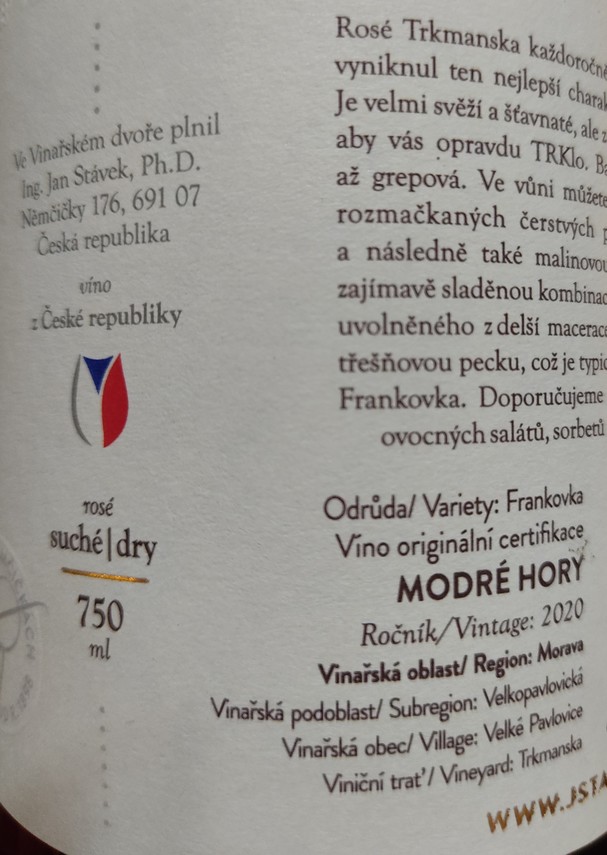 Ve Vinařském dvoře plnil
Ing. Jan Stávek, Ph.D.
Němčičky 176, 691 07
Česká republika
víno
z České republiky
rosé
suché|dry
750
ml
Rosé Trkmanska každoročně
vyniknul ten nejlepší
Je velmi svěží a šťavnaté, ale
aby vás opravdu TRKlo.
až grepová. Ve vůni můžete
rozmačkaných čerstvých
a následně také malinovou
zajímavě sladěnou
uvolněného z delší
třešňovou pecku, což je
Frankovka. Doporučujeme
ovocných salátů, sorbetů
Odrůda/ Variety: Frankovka
Víno originální certifikace
MODRÉ HORY
Ročník/Vintage: 2020
Vinařská oblast/ Region: Morava
Vinařská podoblast/ Subregion: Velkopavlovická
Vinařská obec/ Village: Velké Pavlovice
Viniční trať/ Vineyard: Trkmanska
WWW.JSTA